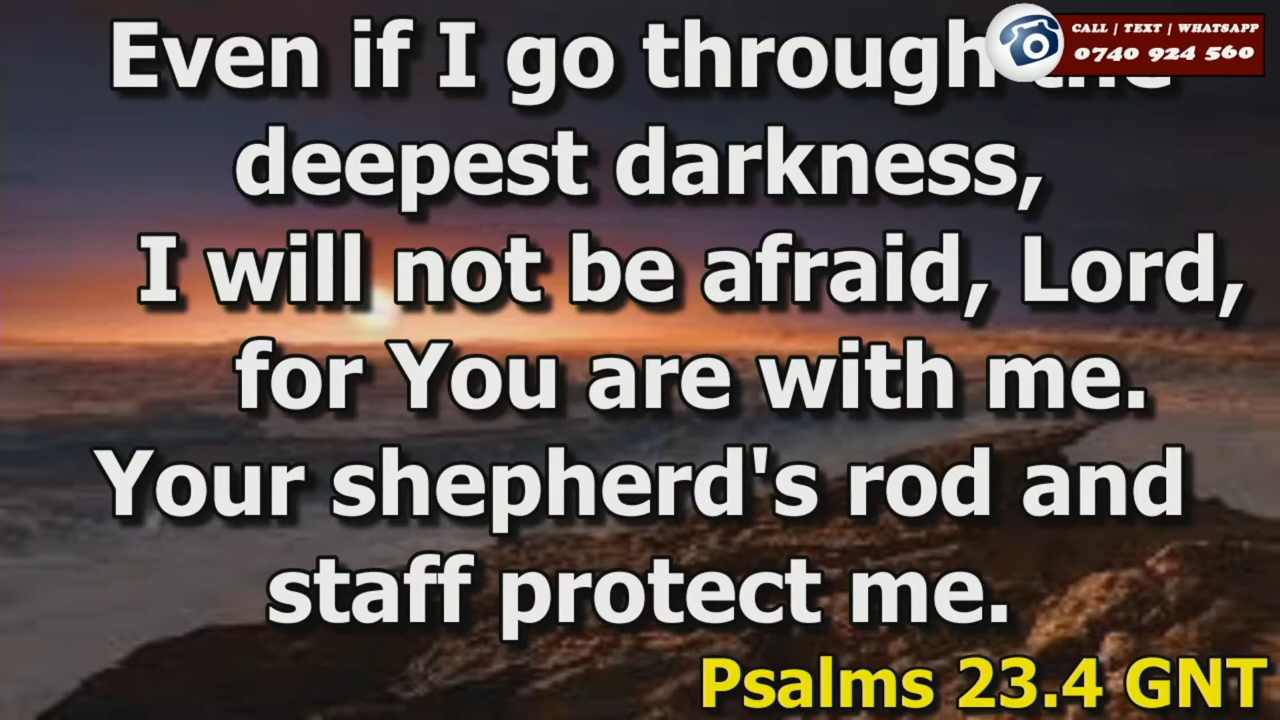 Even if I go through the
CALL | TEXT | WHATSAPP
0740 924 560
deepest darkness,
I will not be afraid, Lord,
for You are with me.
Your shepherd's rod and
staff protect me.
Psalms 23.4 GNT